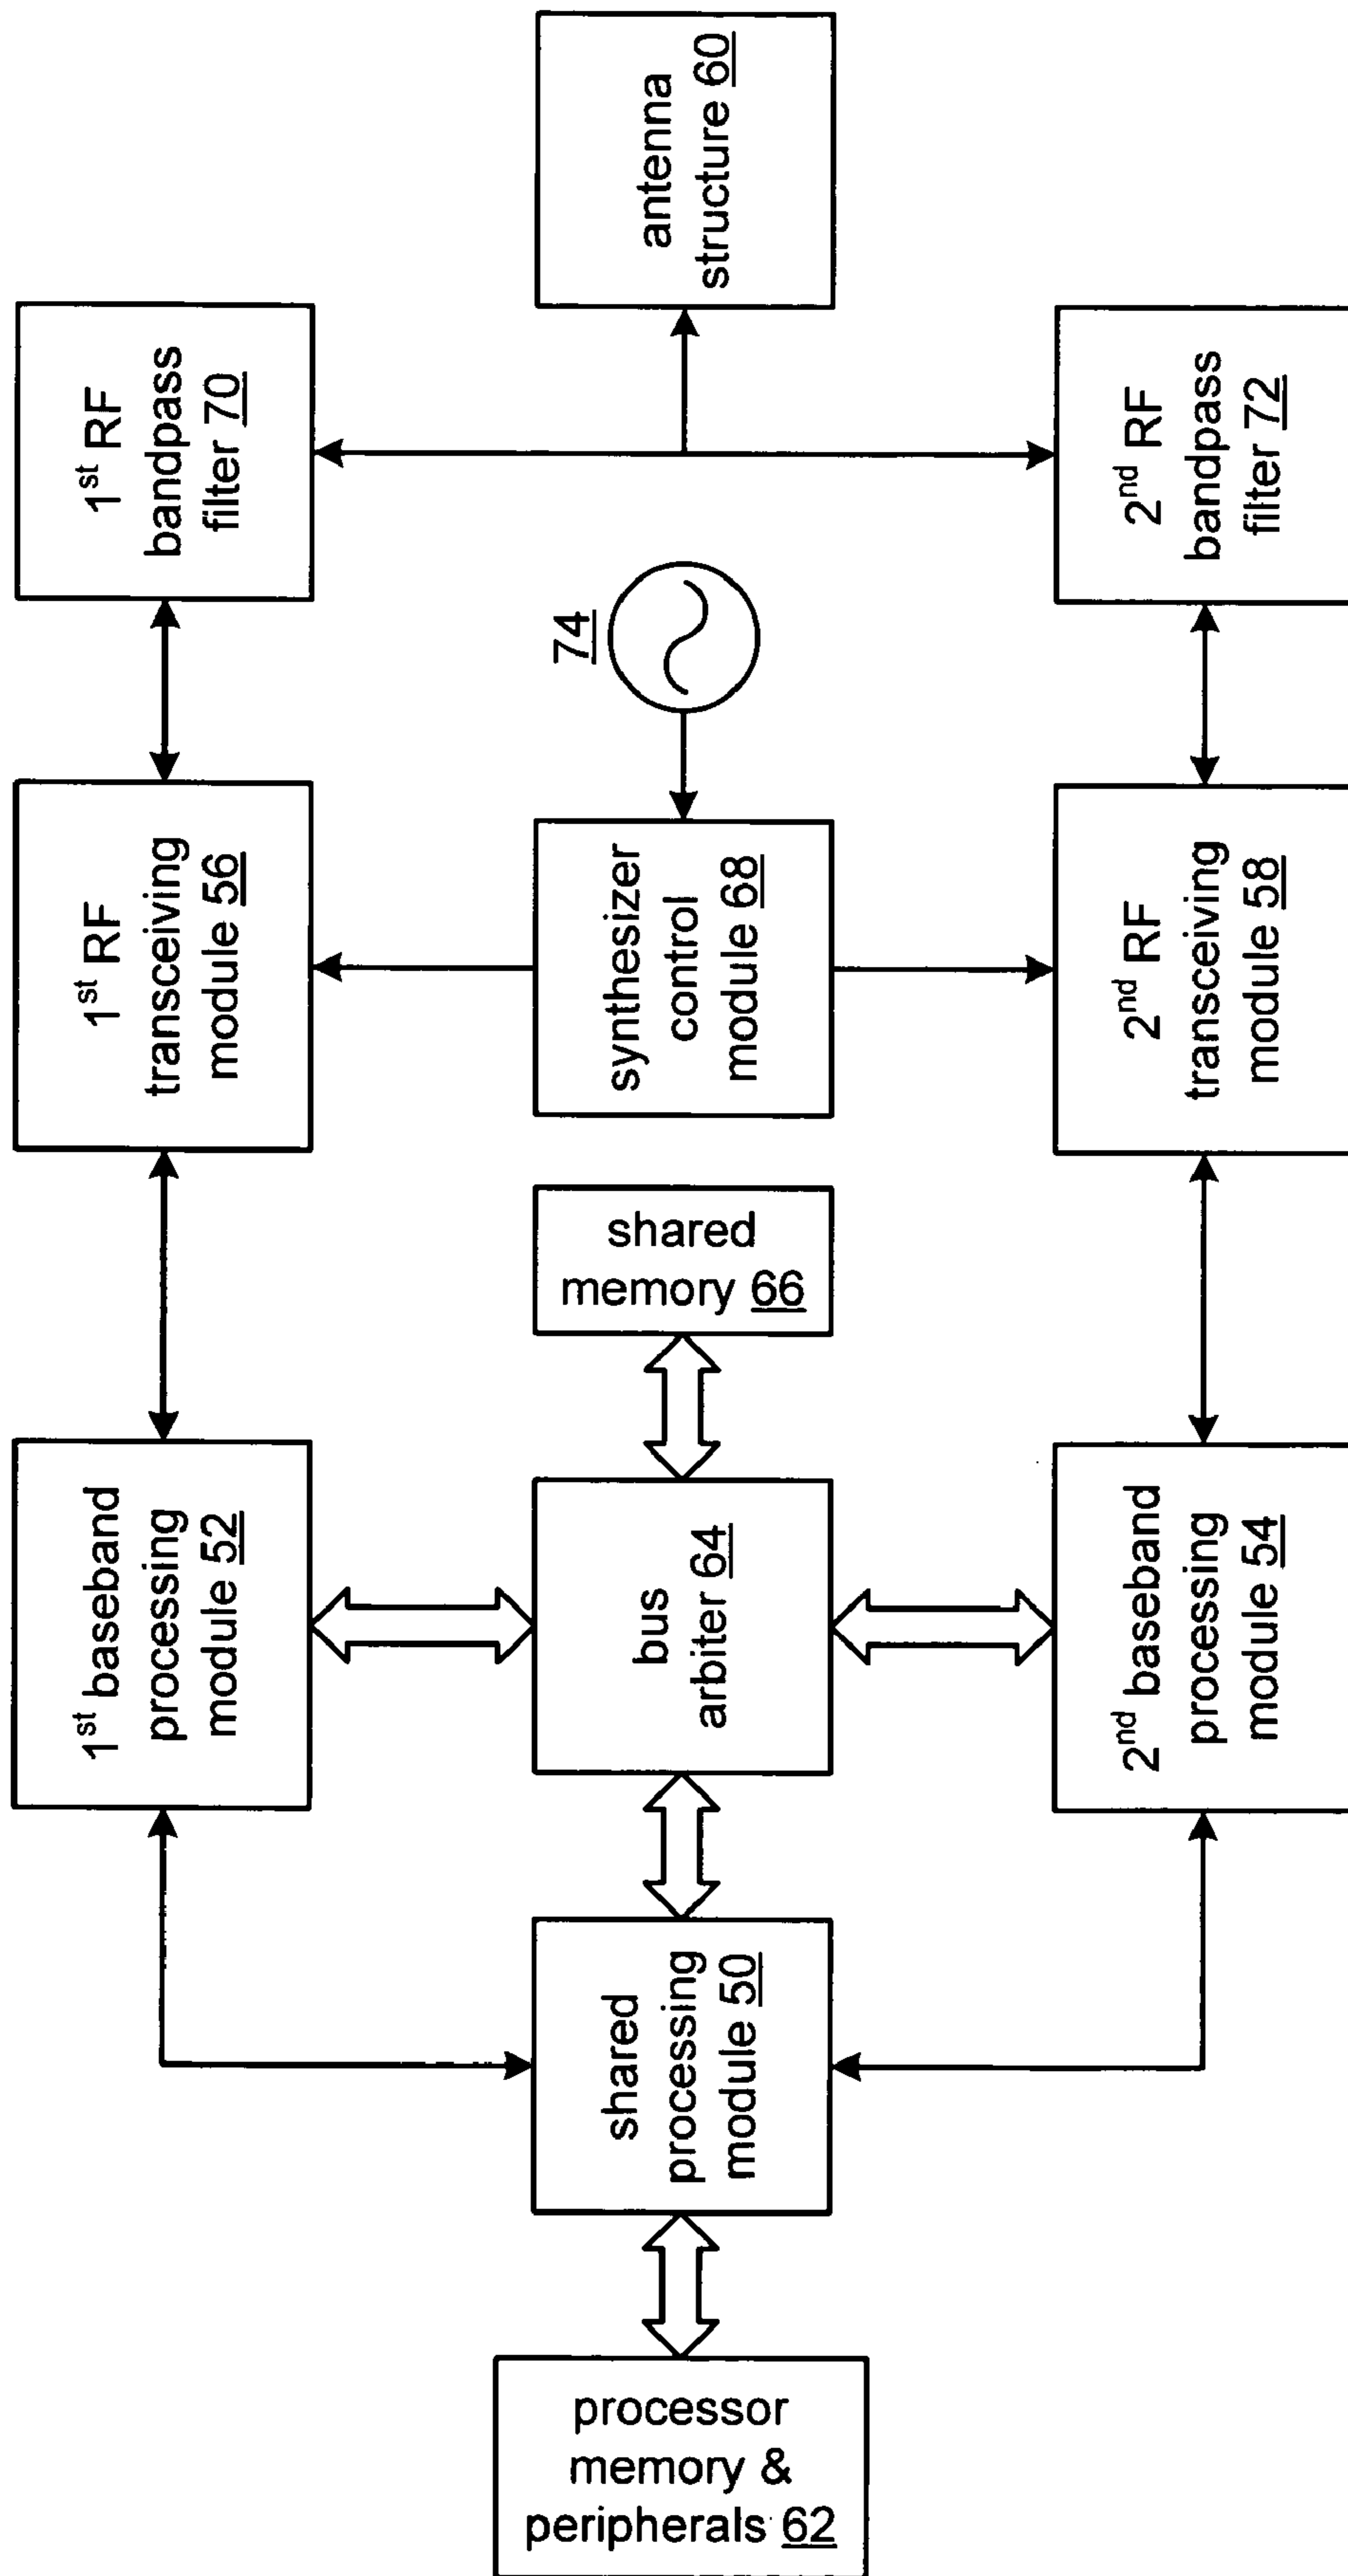 1st RF
bandpass
filter 70
antenna
structure 60
2nd RF
bandpass
filter 72
74
1st RF
transceiving
module 56
synthesizer
control
module 68
2nd RF
transceiving
module 58
shared
memory 66
1st baseband
processing
module 52
bus
arbiter 64
2nd baseband
processing
module 54
shared
processing
module 50
processor
memory &
peripherals 62